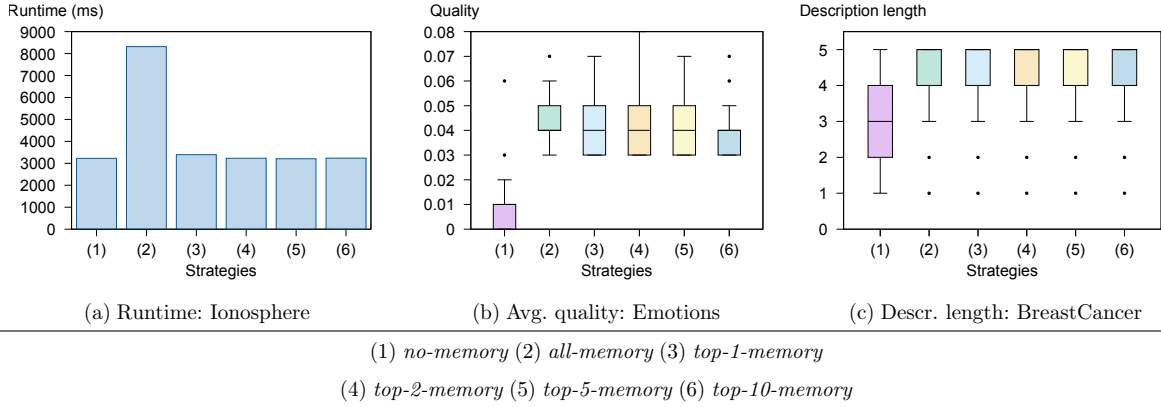 Runtime (ms)
9000
8000
7000
6000
5000
4000
3000
2000
1000
0
(1) (2) (3) (4) (5) (6)
Strategies
(a) Runtime: Ionosphere
Quality
0.08
0.07
0.06
0.05
0.04
0.03
0.02
0.01
0
(1) (2) (3) (4) (5) (6)
Strategies
(b) Avg. quality: Emotions
Description length
5
4
3
2
1
0
(1) (2) (3) (4) (5) (6)
Strategies
(c) Descr. length: BreastCancer
(1) no-memory (2) all-memory (3) top-1-memory
(4) top-2-memory (5) top-5-memory (6) top-10-memory